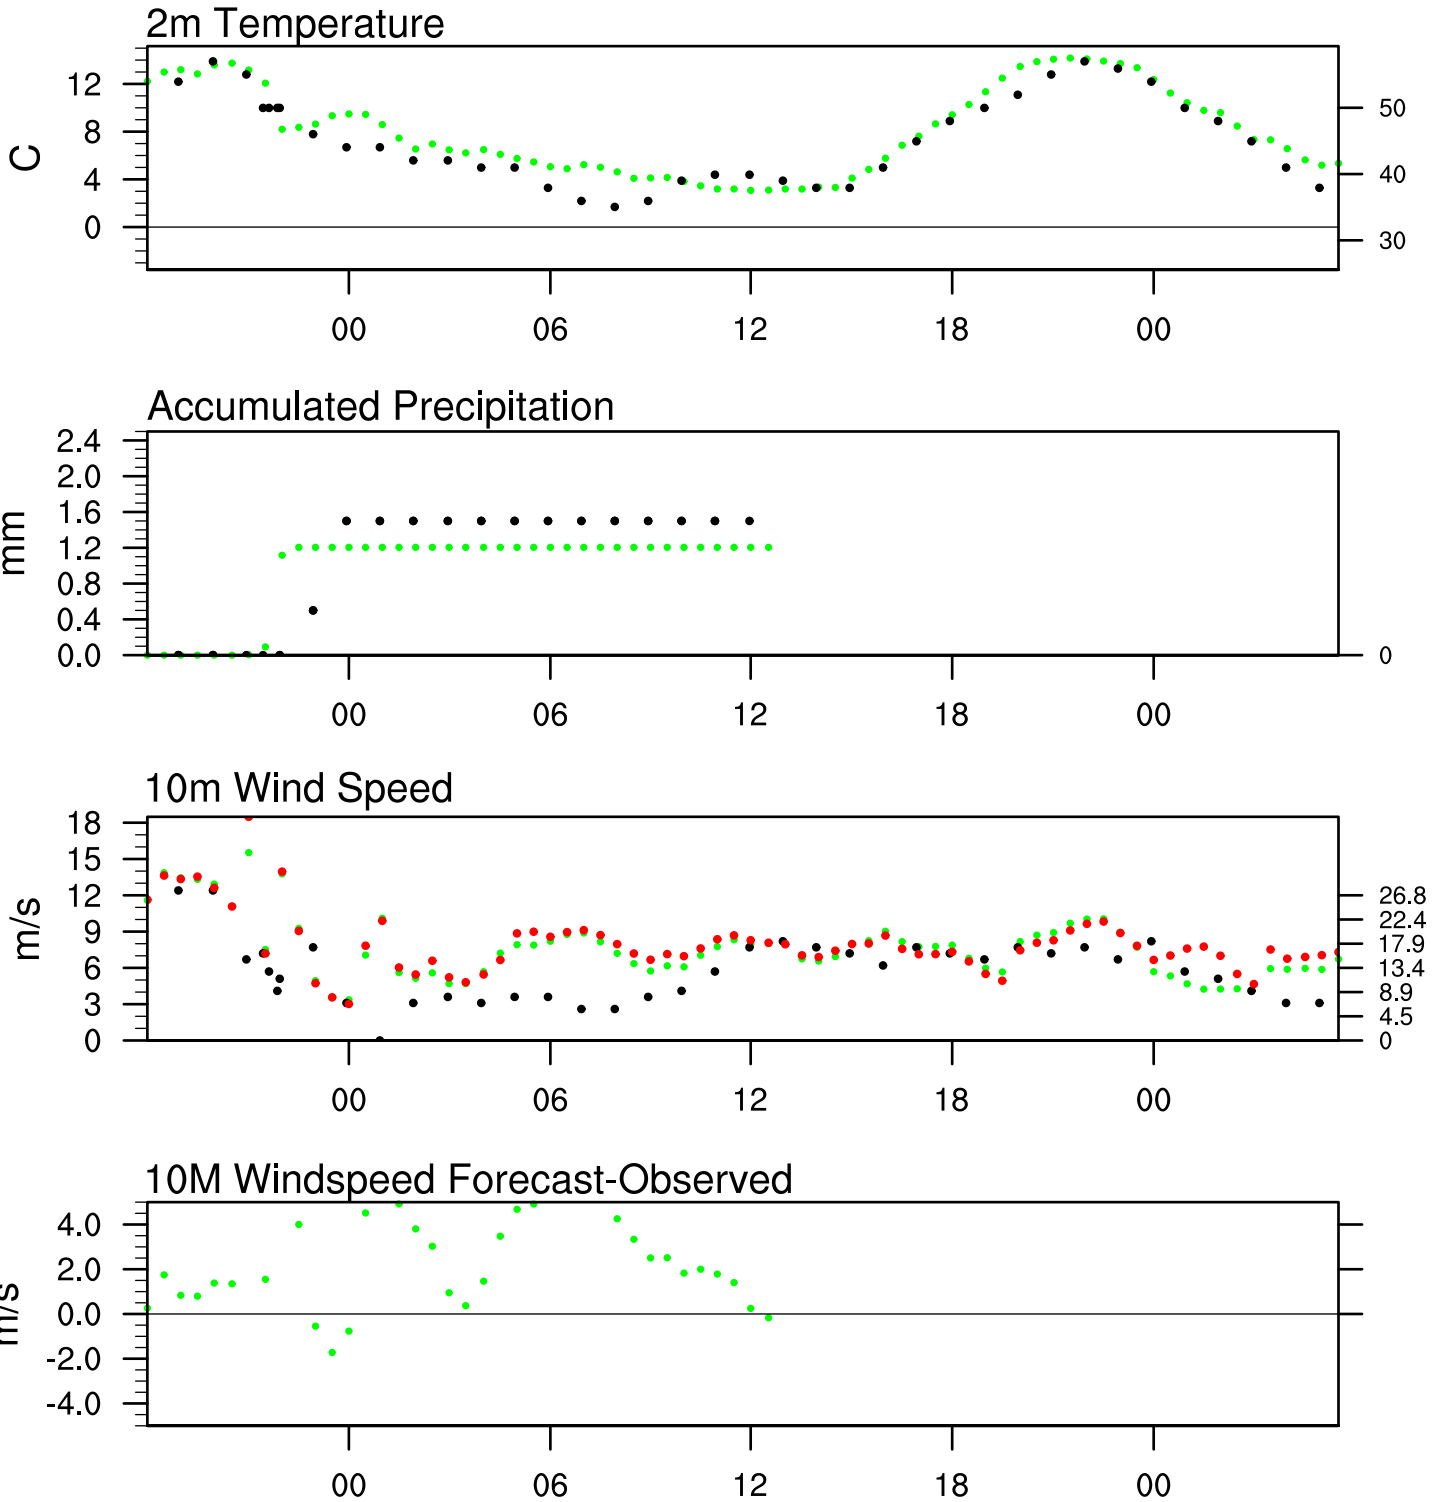 2m Temperature
12
8
4
0
C
50
40
30
00 06 12 18 00
Accumulated Precipitation
2.4
2.0
1.6
1.2
0.8
0.4
0.0
mm
0
00 06 12 18 00
10m Wind Speed
18
15
12
9
6
3
0
m/s
26.8
22.4
17.9
13.4
8.9
4.5
0
00 06 12 18 00
10M Windspeed Forecast-Observed
4.0
2.0
0.0
-2.0
-4.0
m/s
00 06 12 18 00